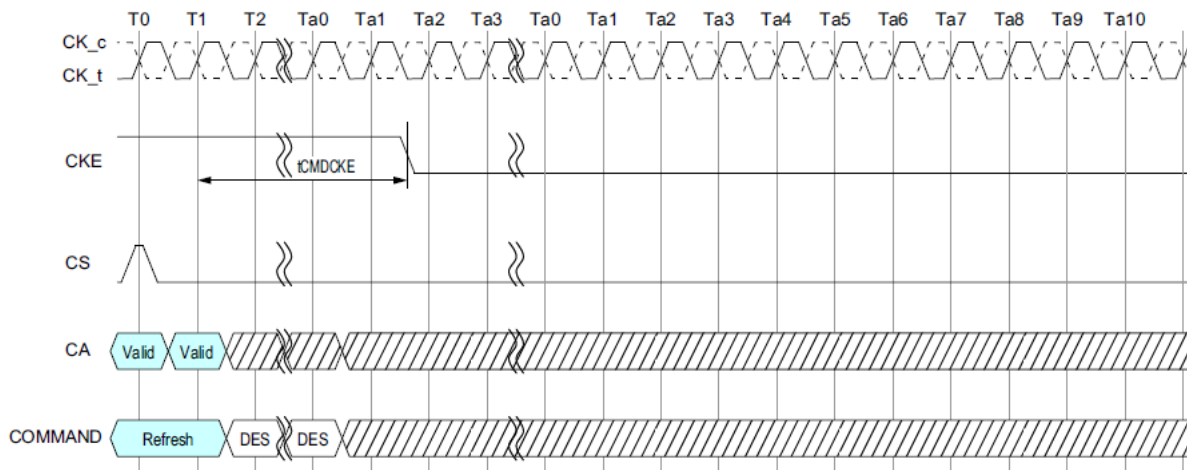 T0 T1 T2 Ta0 Ta1 Ta2 Ta3 Ta0 Ta1 Ta2 Ta3 Ta4 Ta5 Ta6 Ta7 Ta8 Ta9 Ta10
CK_c
CK_t
CKE
tCMDCKE
CS
CA Valid Valid
COMMAND Refresh DES DES